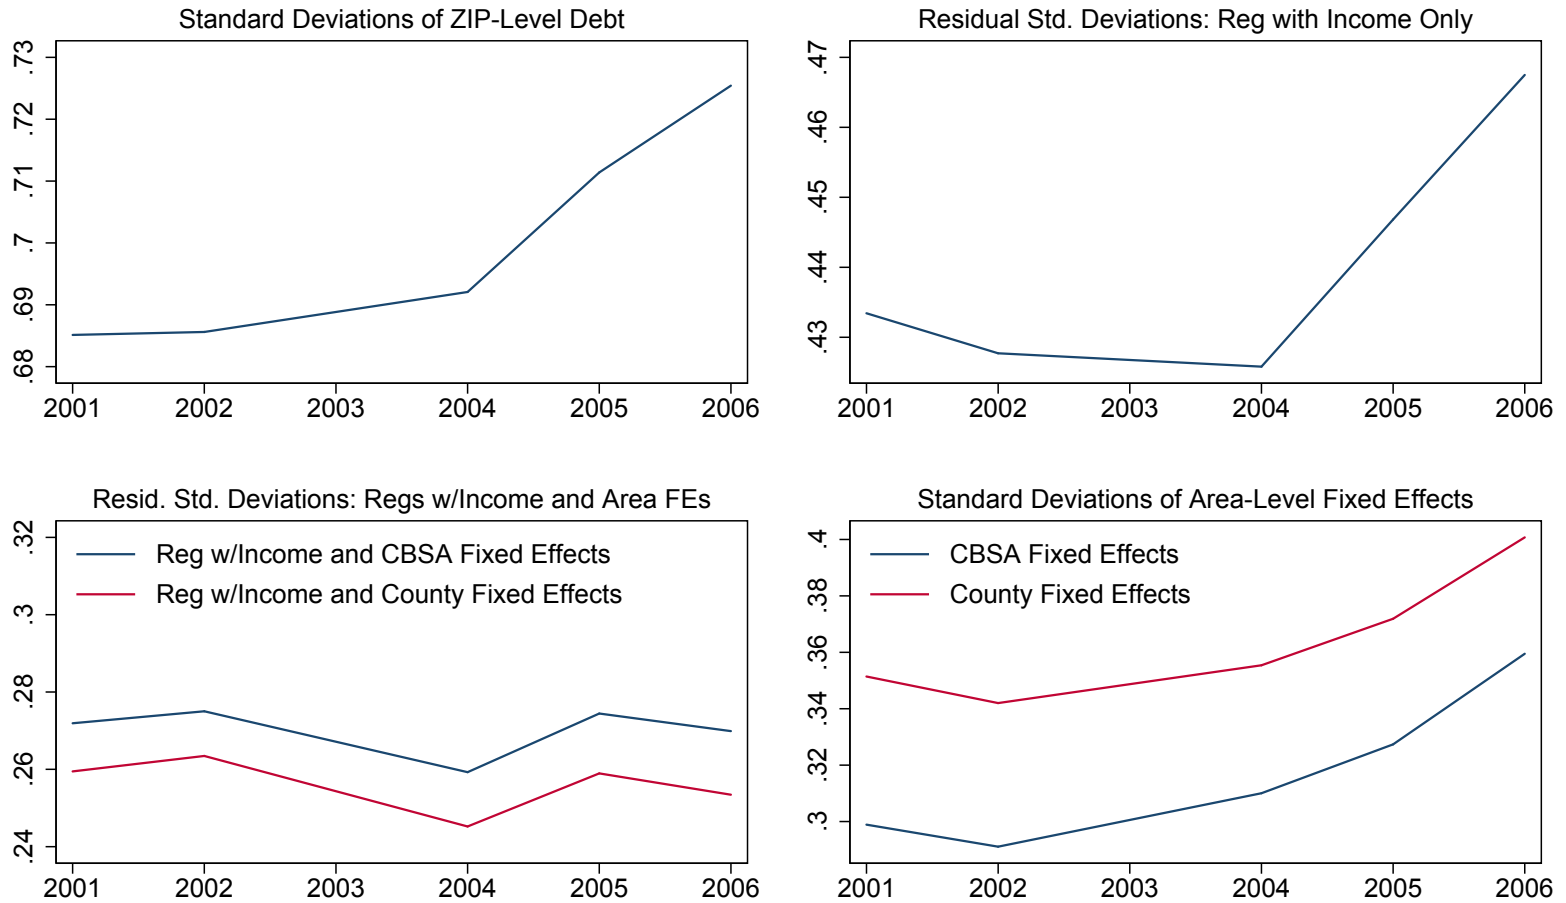 Standard Deviations of ZIP-Level Debt
.73
.72
.71
.7
.69
.68
2001 2002 2003 2004 2005 2006
Residual Std. Deviations: Reg with Income Only
.47
.46
.45
.44
.43
2001 2002 2003 2004 2005 2006
Resid. Std. Deviations: Regs w/Income and Area FEs
Reg w/Income and CBSA Fixed Effects
Reg w/Income and County Fixed Effects
.32
.3
.28
.26
.24
2001 2002 2003 2004 2005 2006
Standard Deviations of Area-Level Fixed Effects
CBSA Fixed Effects
County Fixed Effects
.4
.38
.36
.34
.32
.3
2001 2002 2003 2004 2005 2006